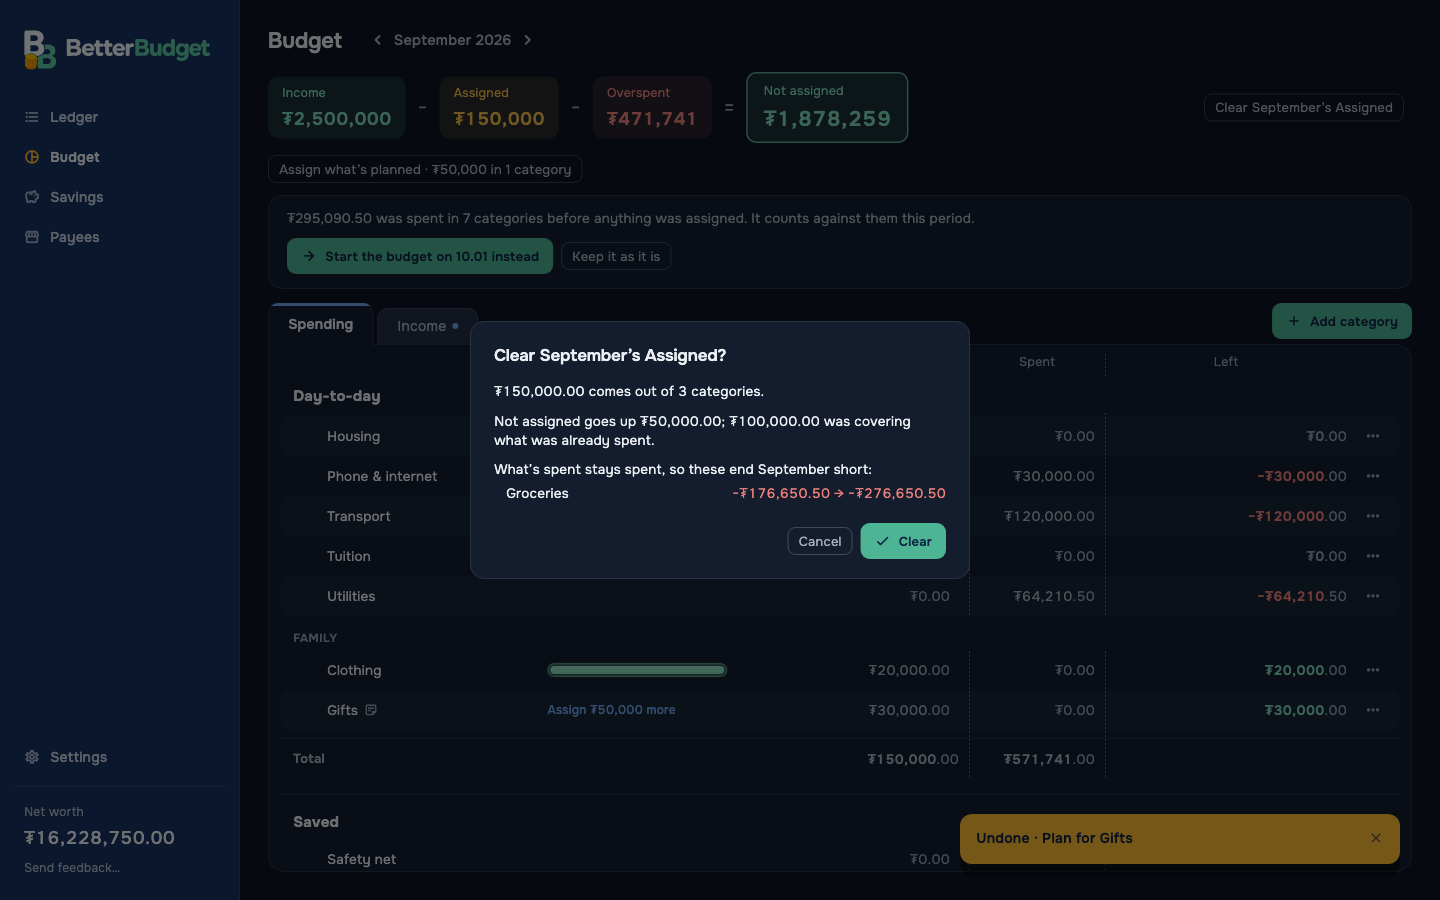 BetterBudget
Ledger
Budget
Savings
Payees
Settings
Net worth
₮16,228,750.00
Send feedback…
Budget
September 2026
Income
₮2,500,000
−
Assigned
₮150,000
−
Overspent
₮471,741
=
Not assigned
₮1,878,259
Clear September’s Assigned
Assign what’s planned · ₮50,000 in 1 category
₮295,090.50 was spent in 7 categories before anything was assigned. It counts against them this period.
Start the budget on 10.01 instead
Keep it as it is
Spending
Income
Add category
Spent
Left
Day-to-day
Housing
₮0.00
₮0.00
Phone & internet
₮30,000.00
−₮30,000.00
Transport
₮120,000.00
−₮120,000.00
Tuition
₮0.00
₮0.00
Utilities
₮0.00
₮64,210.50
−₮64,210.50
FAMILY
Clothing
₮20,000.00
₮0.00
₮20,000.00
Gifts
Assign ₮50,000 more
₮30,000.00
₮0.00
₮30,000.00
Total
₮150,000.00
₮571,741.00
Saved
Safety net
₮0.00
Clear September’s Assigned?
₮150,000.00 comes out of 3 categories.
Not assigned goes up ₮50,000.00; ₮100,000.00 was covering
what was already spent.
What’s spent stays spent, so these end September short:
Groceries
−₮176,650.50 → −₮276,650.50
Cancel
Clear
Undone · Plan for Gifts